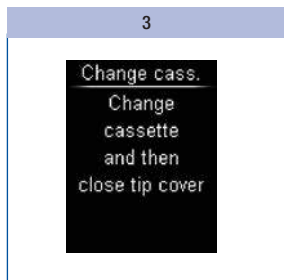 3
Change cass.
Change
cassette
and then
close tip cover